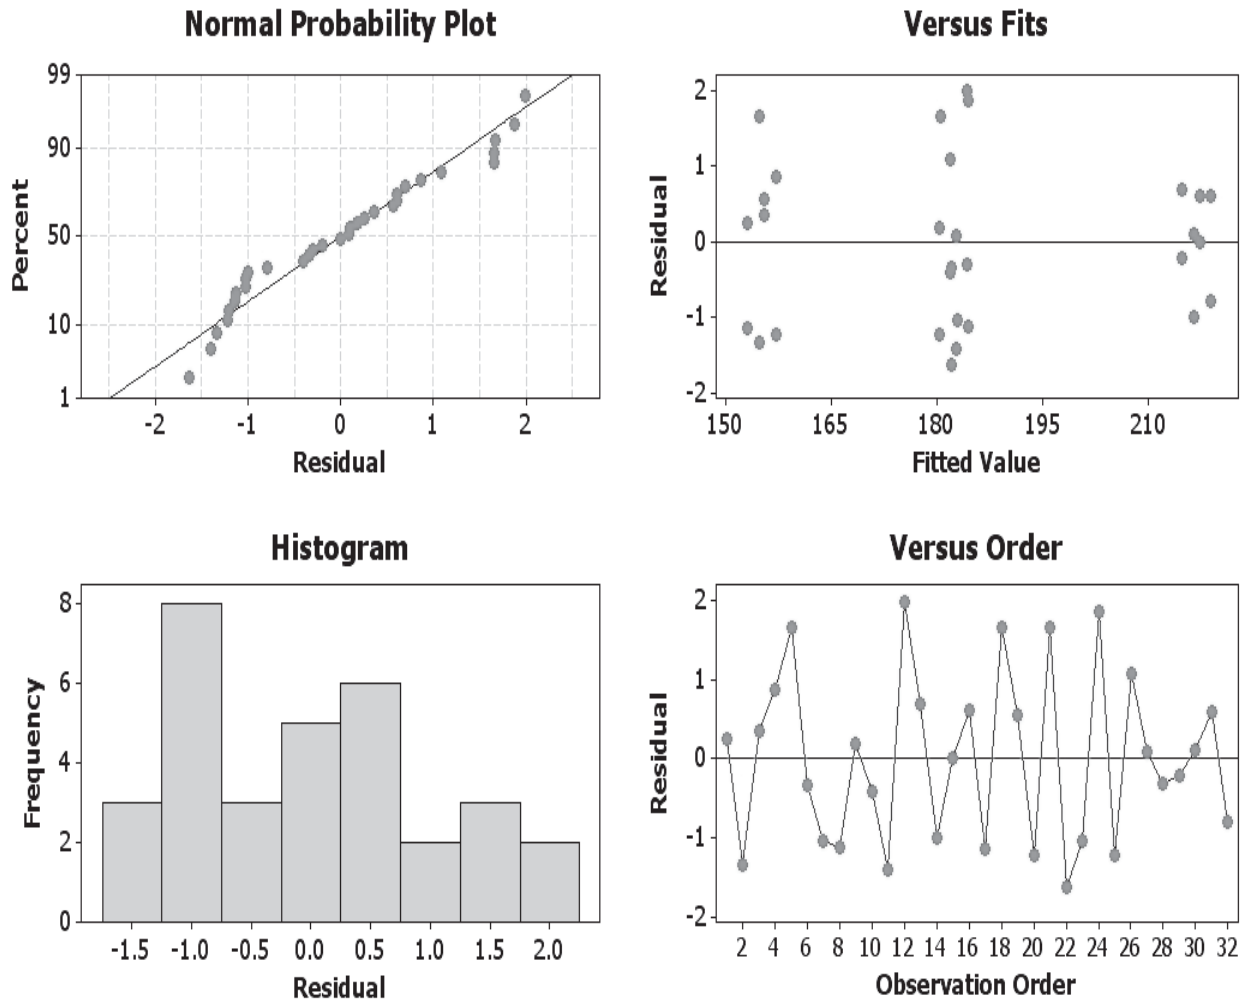 Normal Probability Plot
99
90
50
10
1
Percent
-2 -1 0 1 2
Residual
Versus Fits
2
1
0
-1
-2
Residual
150 165 180 195 210
Fitted Value
Histogram
8
6
4
2
0
Frequency
-1.5 -1.0 -0.5 0.0 0.5 1.0 1.5 2.0
Residual
Versus Order
2
1
0
-1
-2
Residual
2 4 6 8 10 12 14 16 18 20 22 24 26 28 30 32
Observation Order